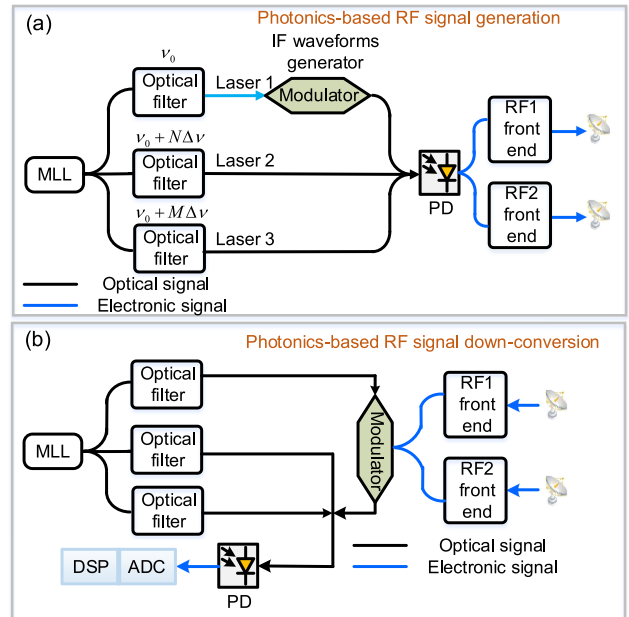 (a)
Photonics-based RF signal generation
ν₀
IF waveforms
generator
Optical
filter
Laser 1
Modulator
ν₀ + NΔν
Optical
filter
Laser 2
MLL
ν₀ + MΔν
Optical
filter
Laser 3
PD
RF1
front
end
RF2
front
end
Optical signal
Electronic signal
(b)
Photonics-based RF signal down-conversion
Optical
filter
MLL
Optical
filter
Optical
filter
Modulator
RF1
front
end
RF2
front
end
Optical signal
Electronic signal
DSP
ADC
PD